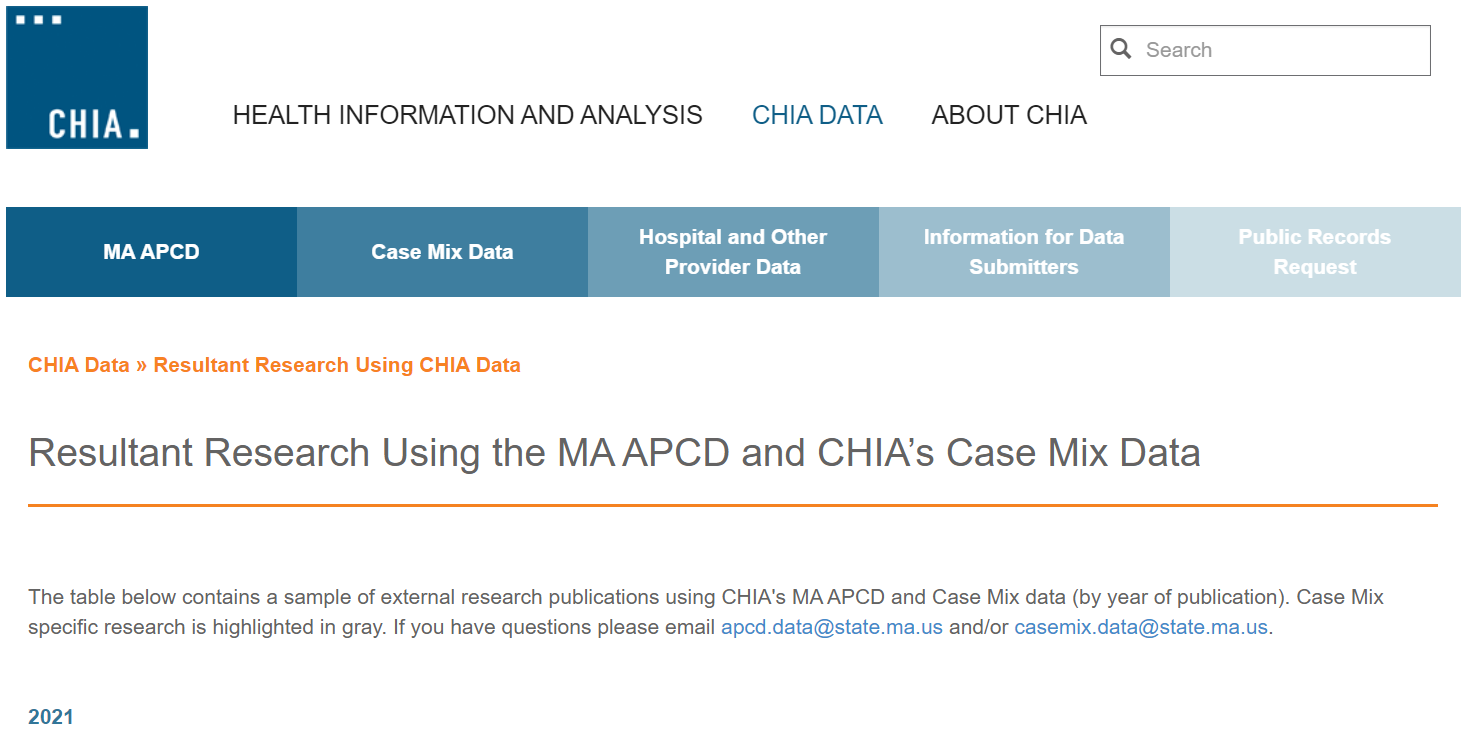 CHIA.
Search
HEALTH INFORMATION AND ANALYSIS CHIA DATA ABOUT CHIA
MA APCD
Case Mix Data
Hospital and Other
Provider Data
Information for Data
Submitters
Public Records
Request
CHIA Data » Resultant Research Using CHIA Data
Resultant Research Using the MA APCD and CHIA’s Case Mix Data
The table below contains a sample of external research publications using CHIA's MA APCD and Case Mix data (by year of publication). Case Mix
specific research is highlighted in gray. If you have questions please email apcd.data@state.ma.us and/or casemix.data@state.ma.us.
2021